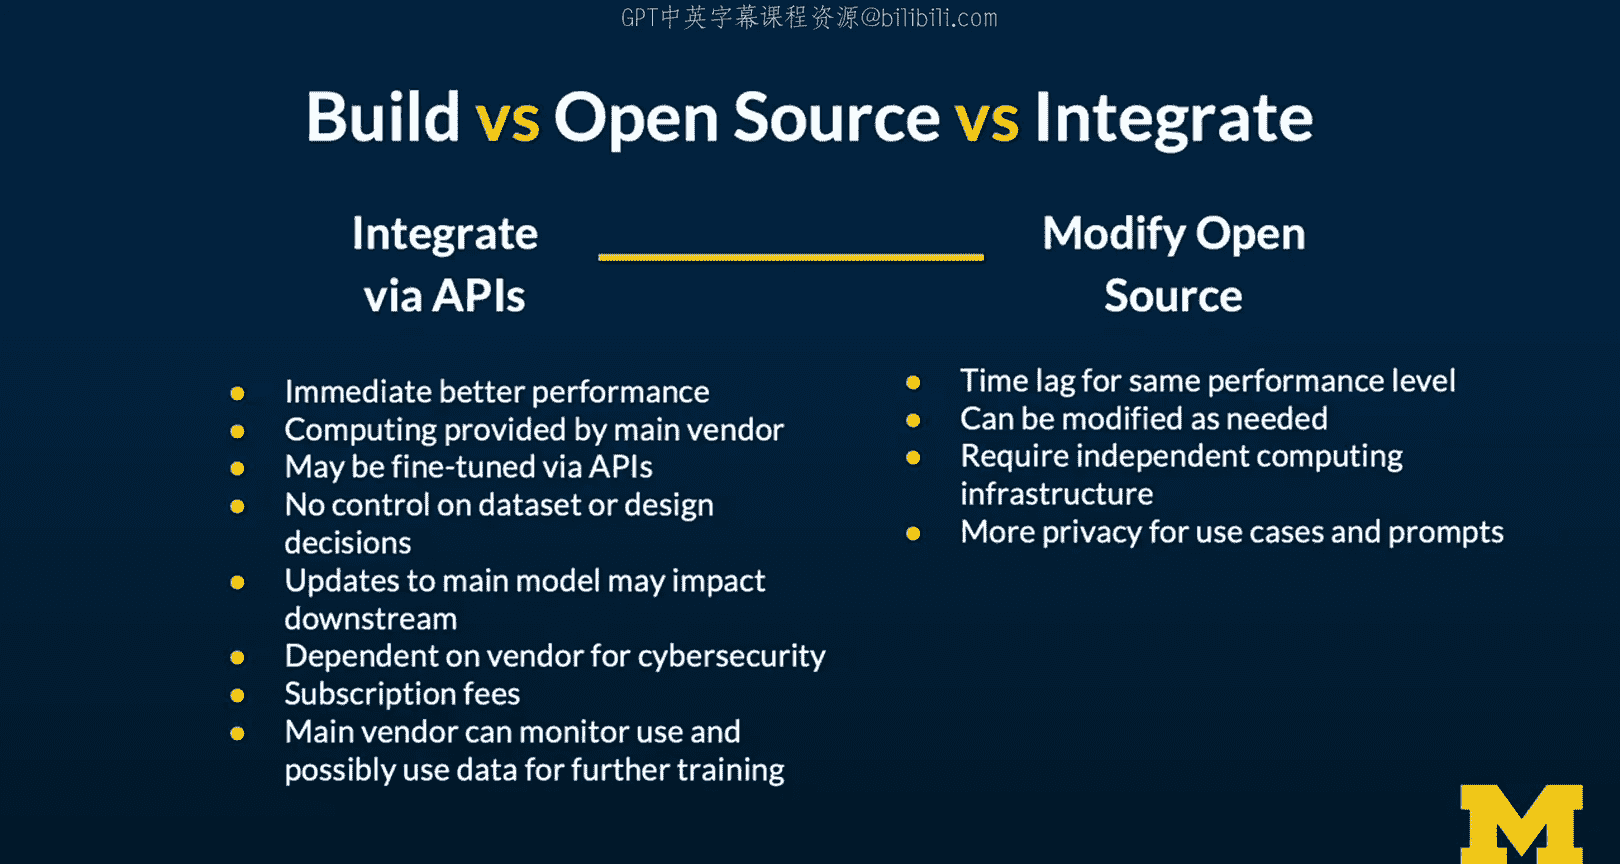 GPT中英字幕课程资源@bilibili.com
Build vs Open Source vs Integrate
Integrate
via APIs
• Immediate better performance
• Computing provided by main vendor
• May be fine-tuned via APIs
• No control on dataset or design
decisions
• Updates to main model may impact
downstream
• Dependent on vendor for cybersecurity
• Subscription fees
• Main vendor can monitor use and
possibly use data for further training
Modify Open
Source
• Time lag for same performance level
• Can be modified as needed
• Require independent computing
infrastructure
• More privacy for use cases and prompts
M